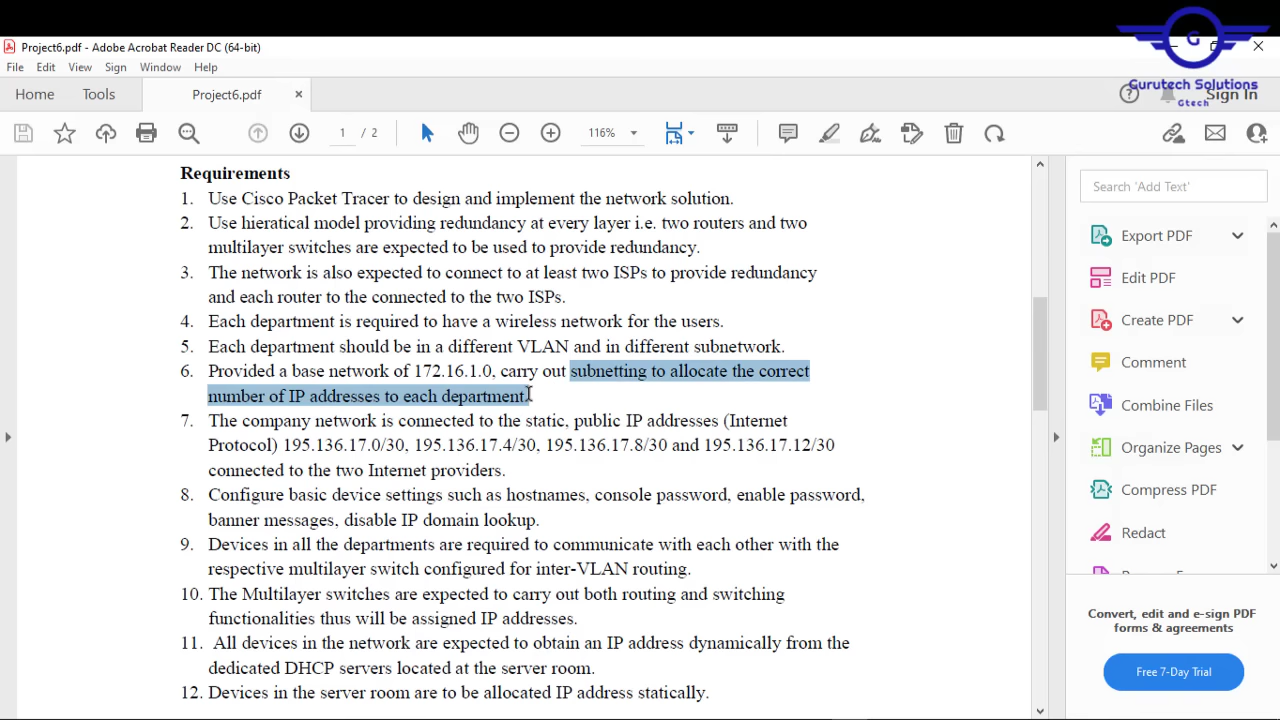 Project6.pdf - Adobe Acrobat Reader DC (64-bit)
G
Gurutech Solutions
Gtech
File Edit View Sign Window Help
Home Tools Project6.pdf × ? Sign In
1 / 2 116%
Requirements
1. Use Cisco Packet Tracer to design and implement the network solution.
2. Use hieratical model providing redundancy at every layer i.e. two routers and two
multilayer switches are expected to be used to provide redundancy.
3. The network is also expected to connect to at least two ISPs to provide redundancy
and each router to the connected to the two ISPs.
4. Each department is required to have a wireless network for the users.
5. Each department should be in a different VLAN and in different subnetwork.
6. Provided a base network of 172.16.1.0, carry out subnetting to allocate the correct
number of IP addresses to each department.
7. The company network is connected to the static, public IP addresses (Internet
Protocol) 195.136.17.0/30, 195.136.17.4/30, 195.136.17.8/30 and 195.136.17.12/30
connected to the two Internet providers.
8. Configure basic device settings such as hostnames, console password, enable password,
banner messages, disable IP domain lookup.
9. Devices in all the departments are required to communicate with each other with the
respective multilayer switch configured for inter-VLAN routing.
10. The Multilayer switches are expected to carry out both routing and switching
functionalities thus will be assigned IP addresses.
11. All devices in the network are expected to obtain an IP address dynamically from the
dedicated DHCP servers located at the server room.
12. Devices in the server room are to be allocated IP address statically.
Search 'Add Text'
Export PDF
Edit PDF
Create PDF
Comment
Combine Files
Organize Pages
Compress PDF
Redact
Convert, edit and e-sign PDF
forms & agreements
Free 7-Day Trial